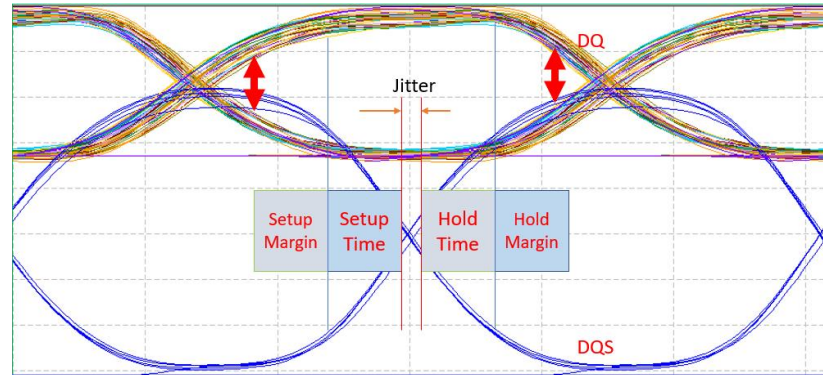 DQ
Jitter
Setup
Margin
Setup
Time
Hold
Time
Hold
Margin
DQS